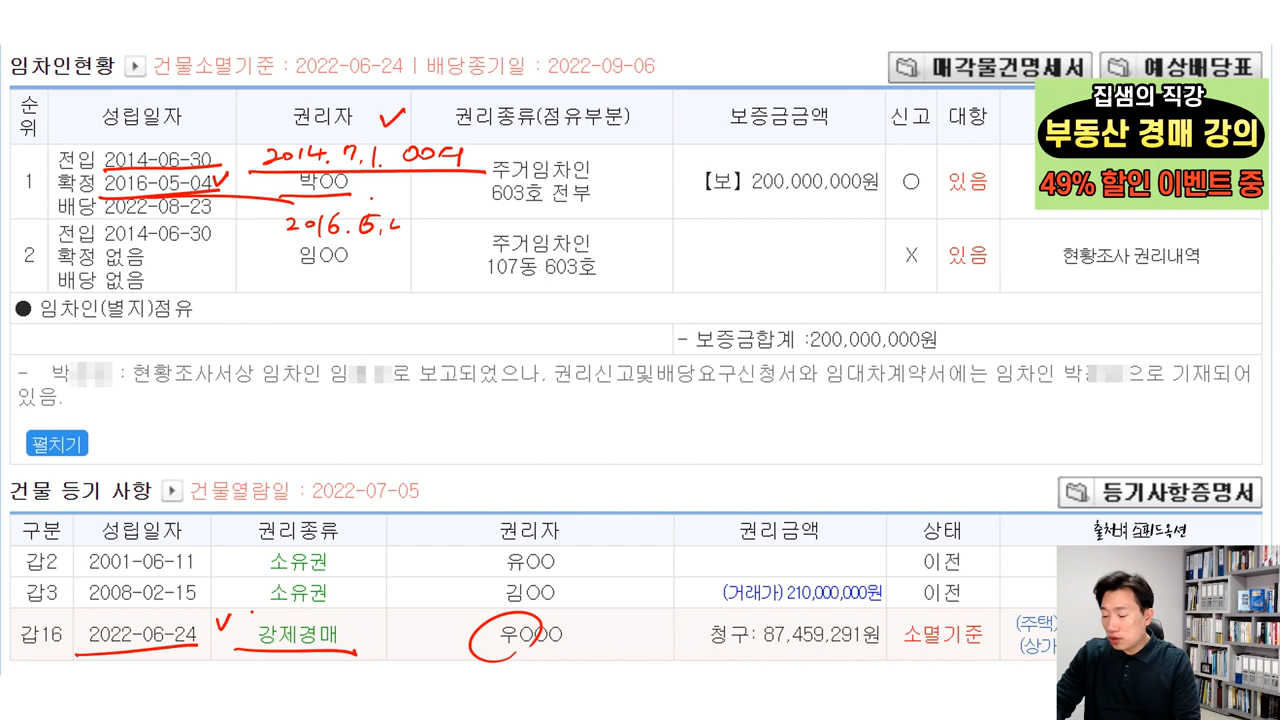 임차인현황 건물소멸기준 : 2022-06-24 | 배당종기일 : 2022-09-06
매각물건명세서 예상배당표
집샘의 직강
부동산 경매 강의
49% 할인 이벤트 중
순위 성립일자 권리자 권리종류(점유부분) 보증금금액 신고 대항
1 전입 2014-06-30 박○○ 주거임차인 【보】200,000,000원 ○ 있음
확정 2016-05-04 603호 전부
배당 2022-08-23
2014. 7. 1. 00시
2016. 5.
2 전입 2014-06-30 임○○ 주거임차인 X 있음 현황조사 권리내역
확정 없음 107동 603호
배당 없음
● 임차인(별지)점유
- 보증금합계 :200,000,000원
- 박 : 현황조사서상 임차인 임 로 보고되었으나, 권리신고및배당요구신청서와 임대차계약서에는 임차인 박 으로 기재되어
있음.
펼치기
건물 등기 사항 건물열람일 : 2022-07-05
등기사항증명서
구분 성립일자 권리종류 권리자 권리금액 상태
갑2 2001-06-11 소유권 유○○ 이전
갑3 2008-02-15 소유권 김○○ (거래가) 210,000,000원 이전
갑16 2022-06-24 강제경매 우○○○ 청구: 87,459,291원 소멸기준 (주택)
(상가